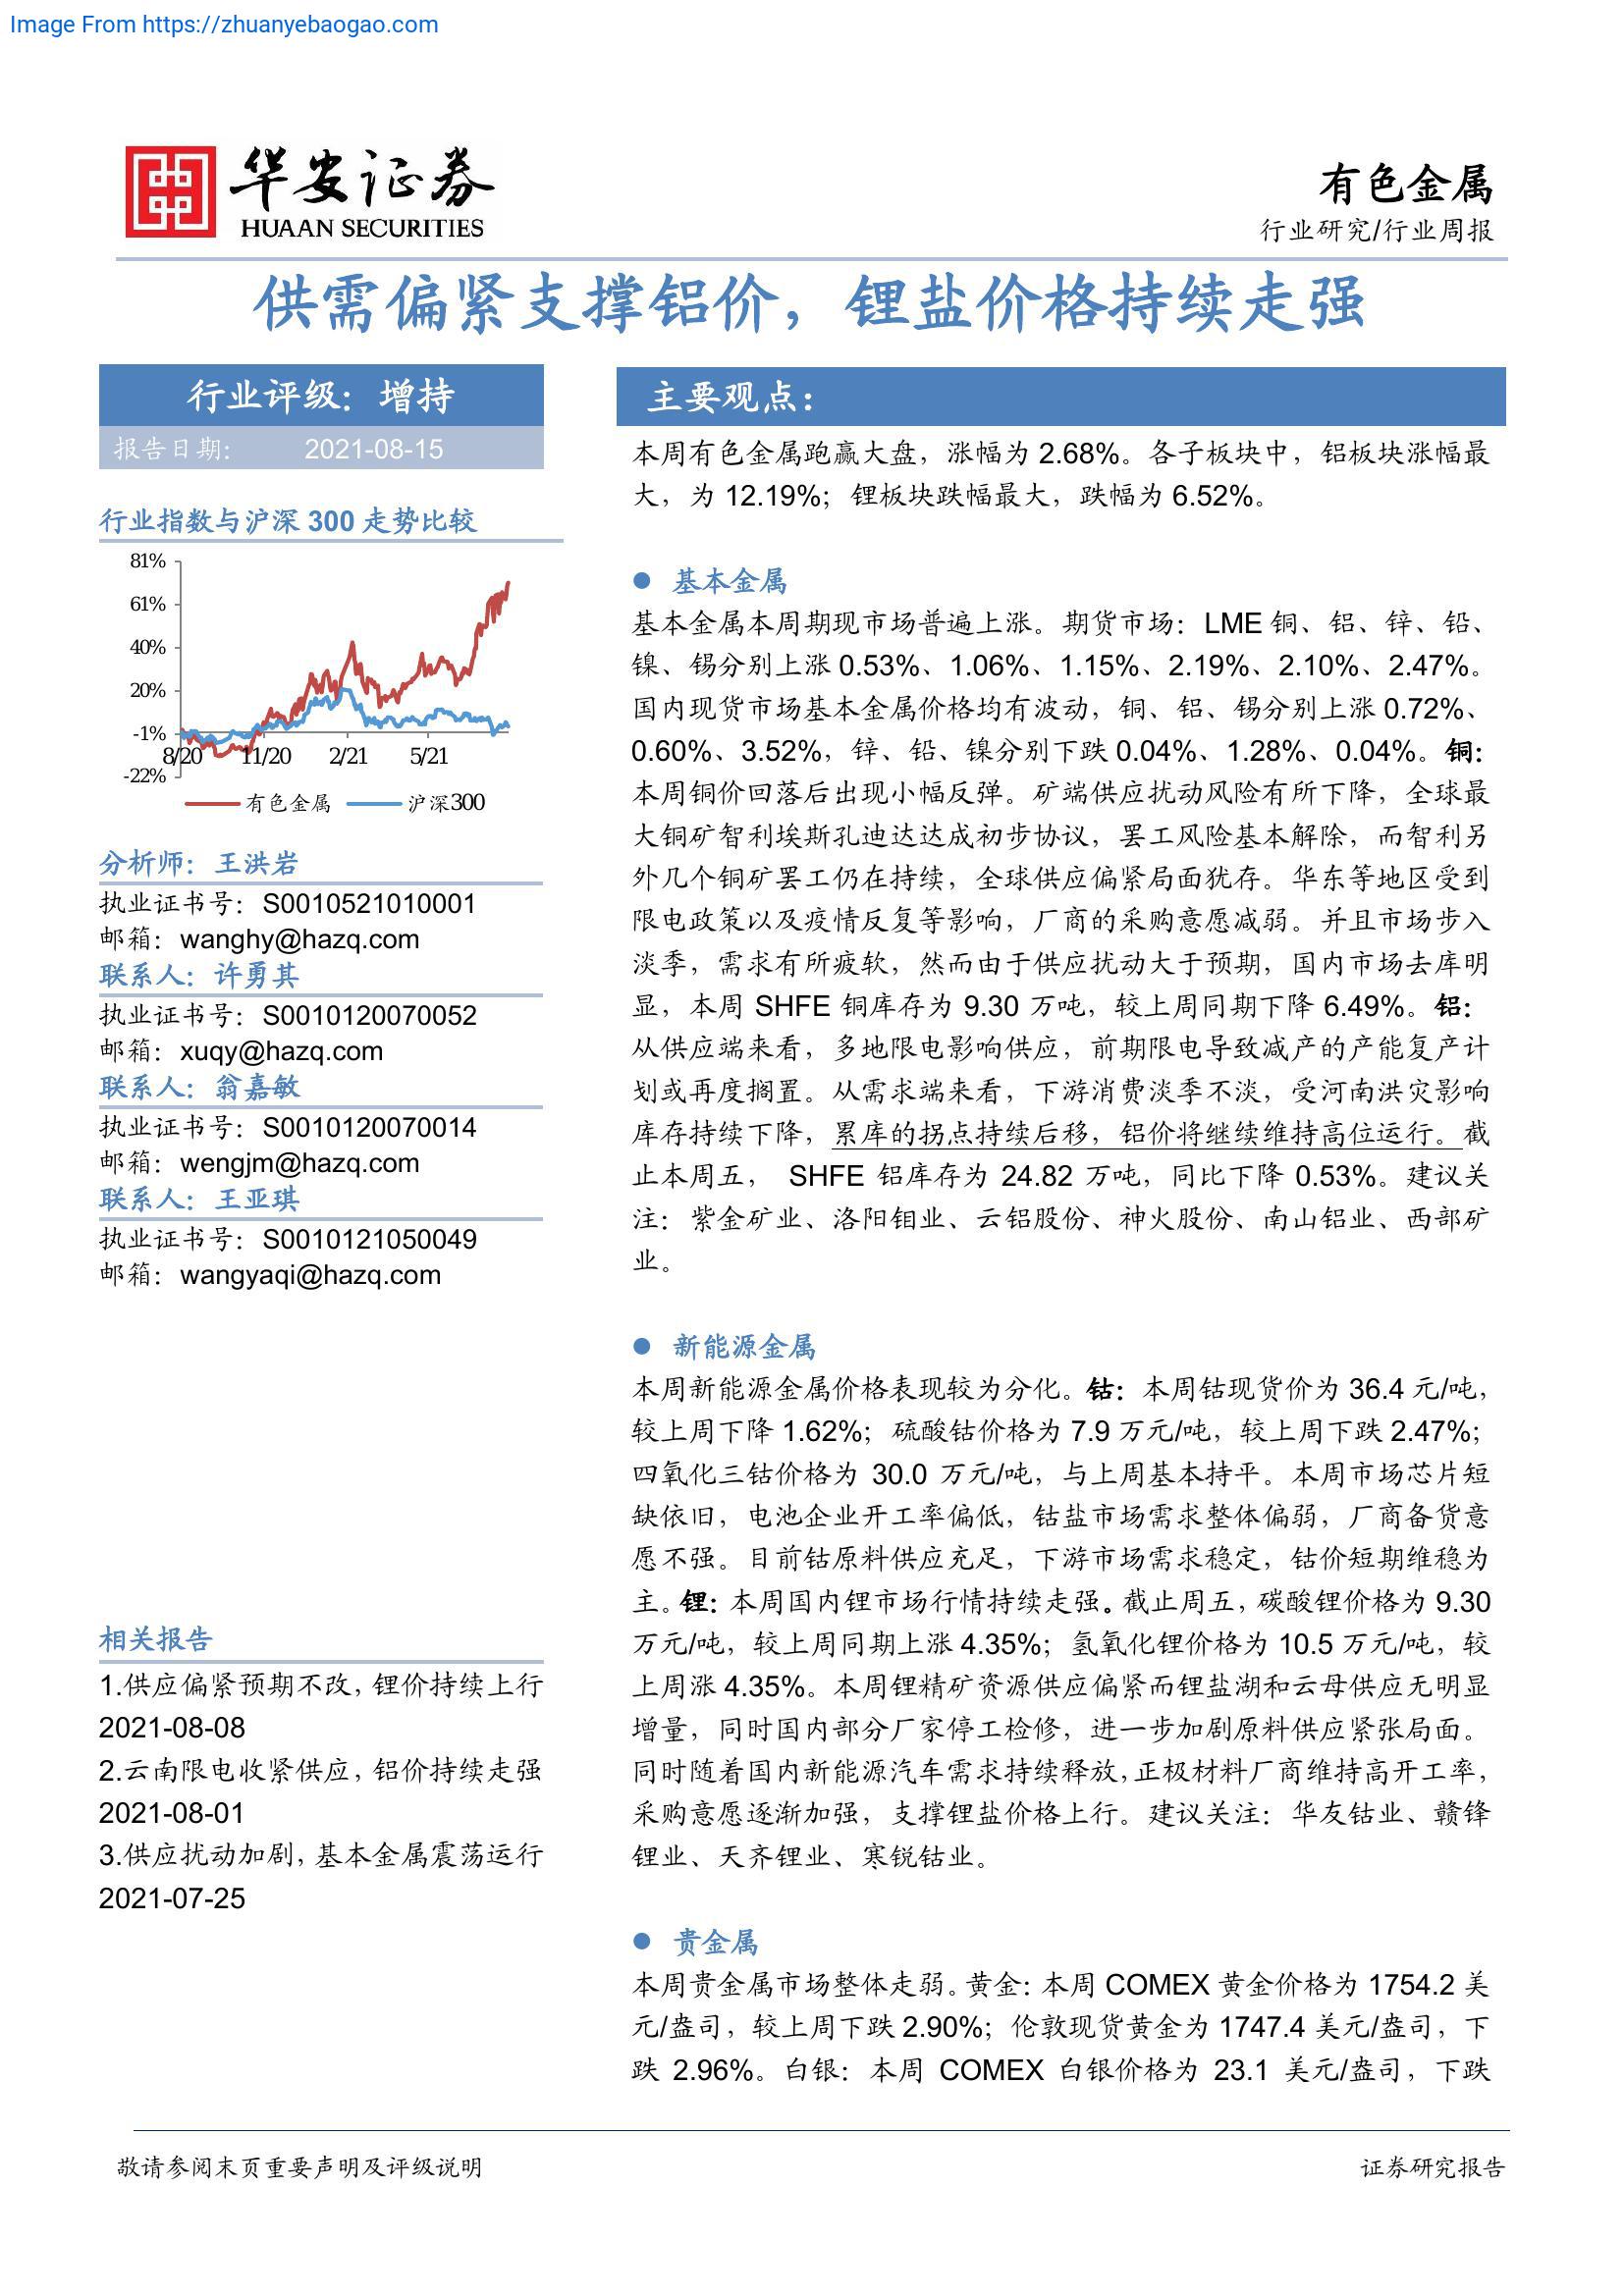 Image From https://zhuanyebaogao.com
华安证券
HUAAN SECURITIES
有色金属
行业研究/行业周报
供需偏紧支撑铝价，锂盐价格持续走强
行业评级：增持
报告日期： 2021-08-15
行业指数与沪深 300 走势比较
81%
61%
40%
20%
-1%
-22%
8/20 11/20 2/21 5/21
有色金属 沪深300
分析师：王洪岩
执业证书号：S0010521010001
邮箱：wanghy@hazq.com
联系人：许勇其
执业证书号：S0010120070052
邮箱：xuqy@hazq.com
联系人：翁嘉敏
执业证书号：S0010120070014
邮箱：wengjm@hazq.com
联系人：王亚琪
执业证书号：S0010121050049
邮箱：wangyaqi@hazq.com
相关报告
1.供应偏紧预期不改，锂价持续上行
2021-08-08
2.云南限电收紧供应，铝价持续走强
2021-08-01
3.供应扰动加剧，基本金属震荡运行
2021-07-25
主要观点：
本周有色金属跑赢大盘，涨幅为 2.68%。各子板块中，铝板块涨幅最
大，为 12.19%；锂板块跌幅最大，跌幅为 6.52%。
● 基本金属
基本金属本周期现市场普遍上涨。期货市场：LME 铜、铝、锌、铅、
镍、锡分别上涨 0.53%、1.06%、1.15%、2.19%、2.10%、2.47%。
国内现货市场基本金属价格均有波动，铜、铝、锡分别上涨 0.72%、
0.60%、3.52%，锌、铅、镍分别下跌 0.04%、1.28%、0.04%。铜：
本周铜价回落后出现小幅反弹。矿端供应扰动风险有所下降，全球最
大铜矿智利埃斯孔迪达达成初步协议，罢工风险基本解除，而智利另
外几个铜矿罢工仍在持续，全球供应偏紧局面犹存。华东等地区受到
限电政策以及疫情反复等影响，厂商的采购意愿减弱。并且市场步入
淡季，需求有所疲软，然而由于供应扰动大于预期，国内市场去库明
显，本周 SHFE 铜库存为 9.30 万吨，较上周同期下降 6.49%。铝：
从供应端来看，多地限电影响供应，前期限电导致减产的产能复产计
划或再度搁置。从需求端来看，下游消费淡季不淡，受河南洪灾影响
库存持续下降，累库的拐点持续后移，铝价将继续维持高位运行。截
止本周五， SHFE 铝库存为 24.82 万吨，同比下降 0.53%。建议关
注：紫金矿业、洛阳钼业、云铝股份、神火股份、南山铝业、西部矿
业。
● 新能源金属
本周新能源金属价格表现较为分化。钴：本周钴现货价为 36.4 元/吨，
较上周下降 1.62%；硫酸钴价格为 7.9 万元/吨，较上周下跌 2.47%；
四氧化三钴价格为 30.0 万元/吨，与上周基本持平。本周市场芯片短
缺依旧，电池企业开工率偏低，钴盐市场需求整体偏弱，厂商备货意
愿不强。目前钴原料供应充足，下游市场需求稳定，钴价短期维稳为
主。锂：本周国内锂市场行情持续走强。截止周五，碳酸锂价格为 9.30
万元/吨，较上周同期上涨 4.35%；氢氧化锂价格为 10.5 万元/吨，较
上周涨 4.35%。本周锂精矿资源供应偏紧而锂盐湖和云母供应无明显
增量，同时国内部分厂家停工检修，进一步加剧原料供应紧张局面。
同时随着国内新能源汽车需求持续释放，正极材料厂商维持高开工率，
采购意愿逐渐加强，支撑锂盐价格上行。建议关注：华友钴业、赣锋
锂业、天齐锂业、寒锐钴业。
● 贵金属
本周贵金属市场整体走弱。黄金：本周 COMEX 黄金价格为 1754.2 美
元/盎司，较上周下跌 2.90%；伦敦现货黄金为 1747.4 美元/盎司，下
跌 2.96%。白银：本周 COMEX 白银价格为 23.1 美元/盎司，下跌
敬请参阅末页重要声明及评级说明
证券研究报告